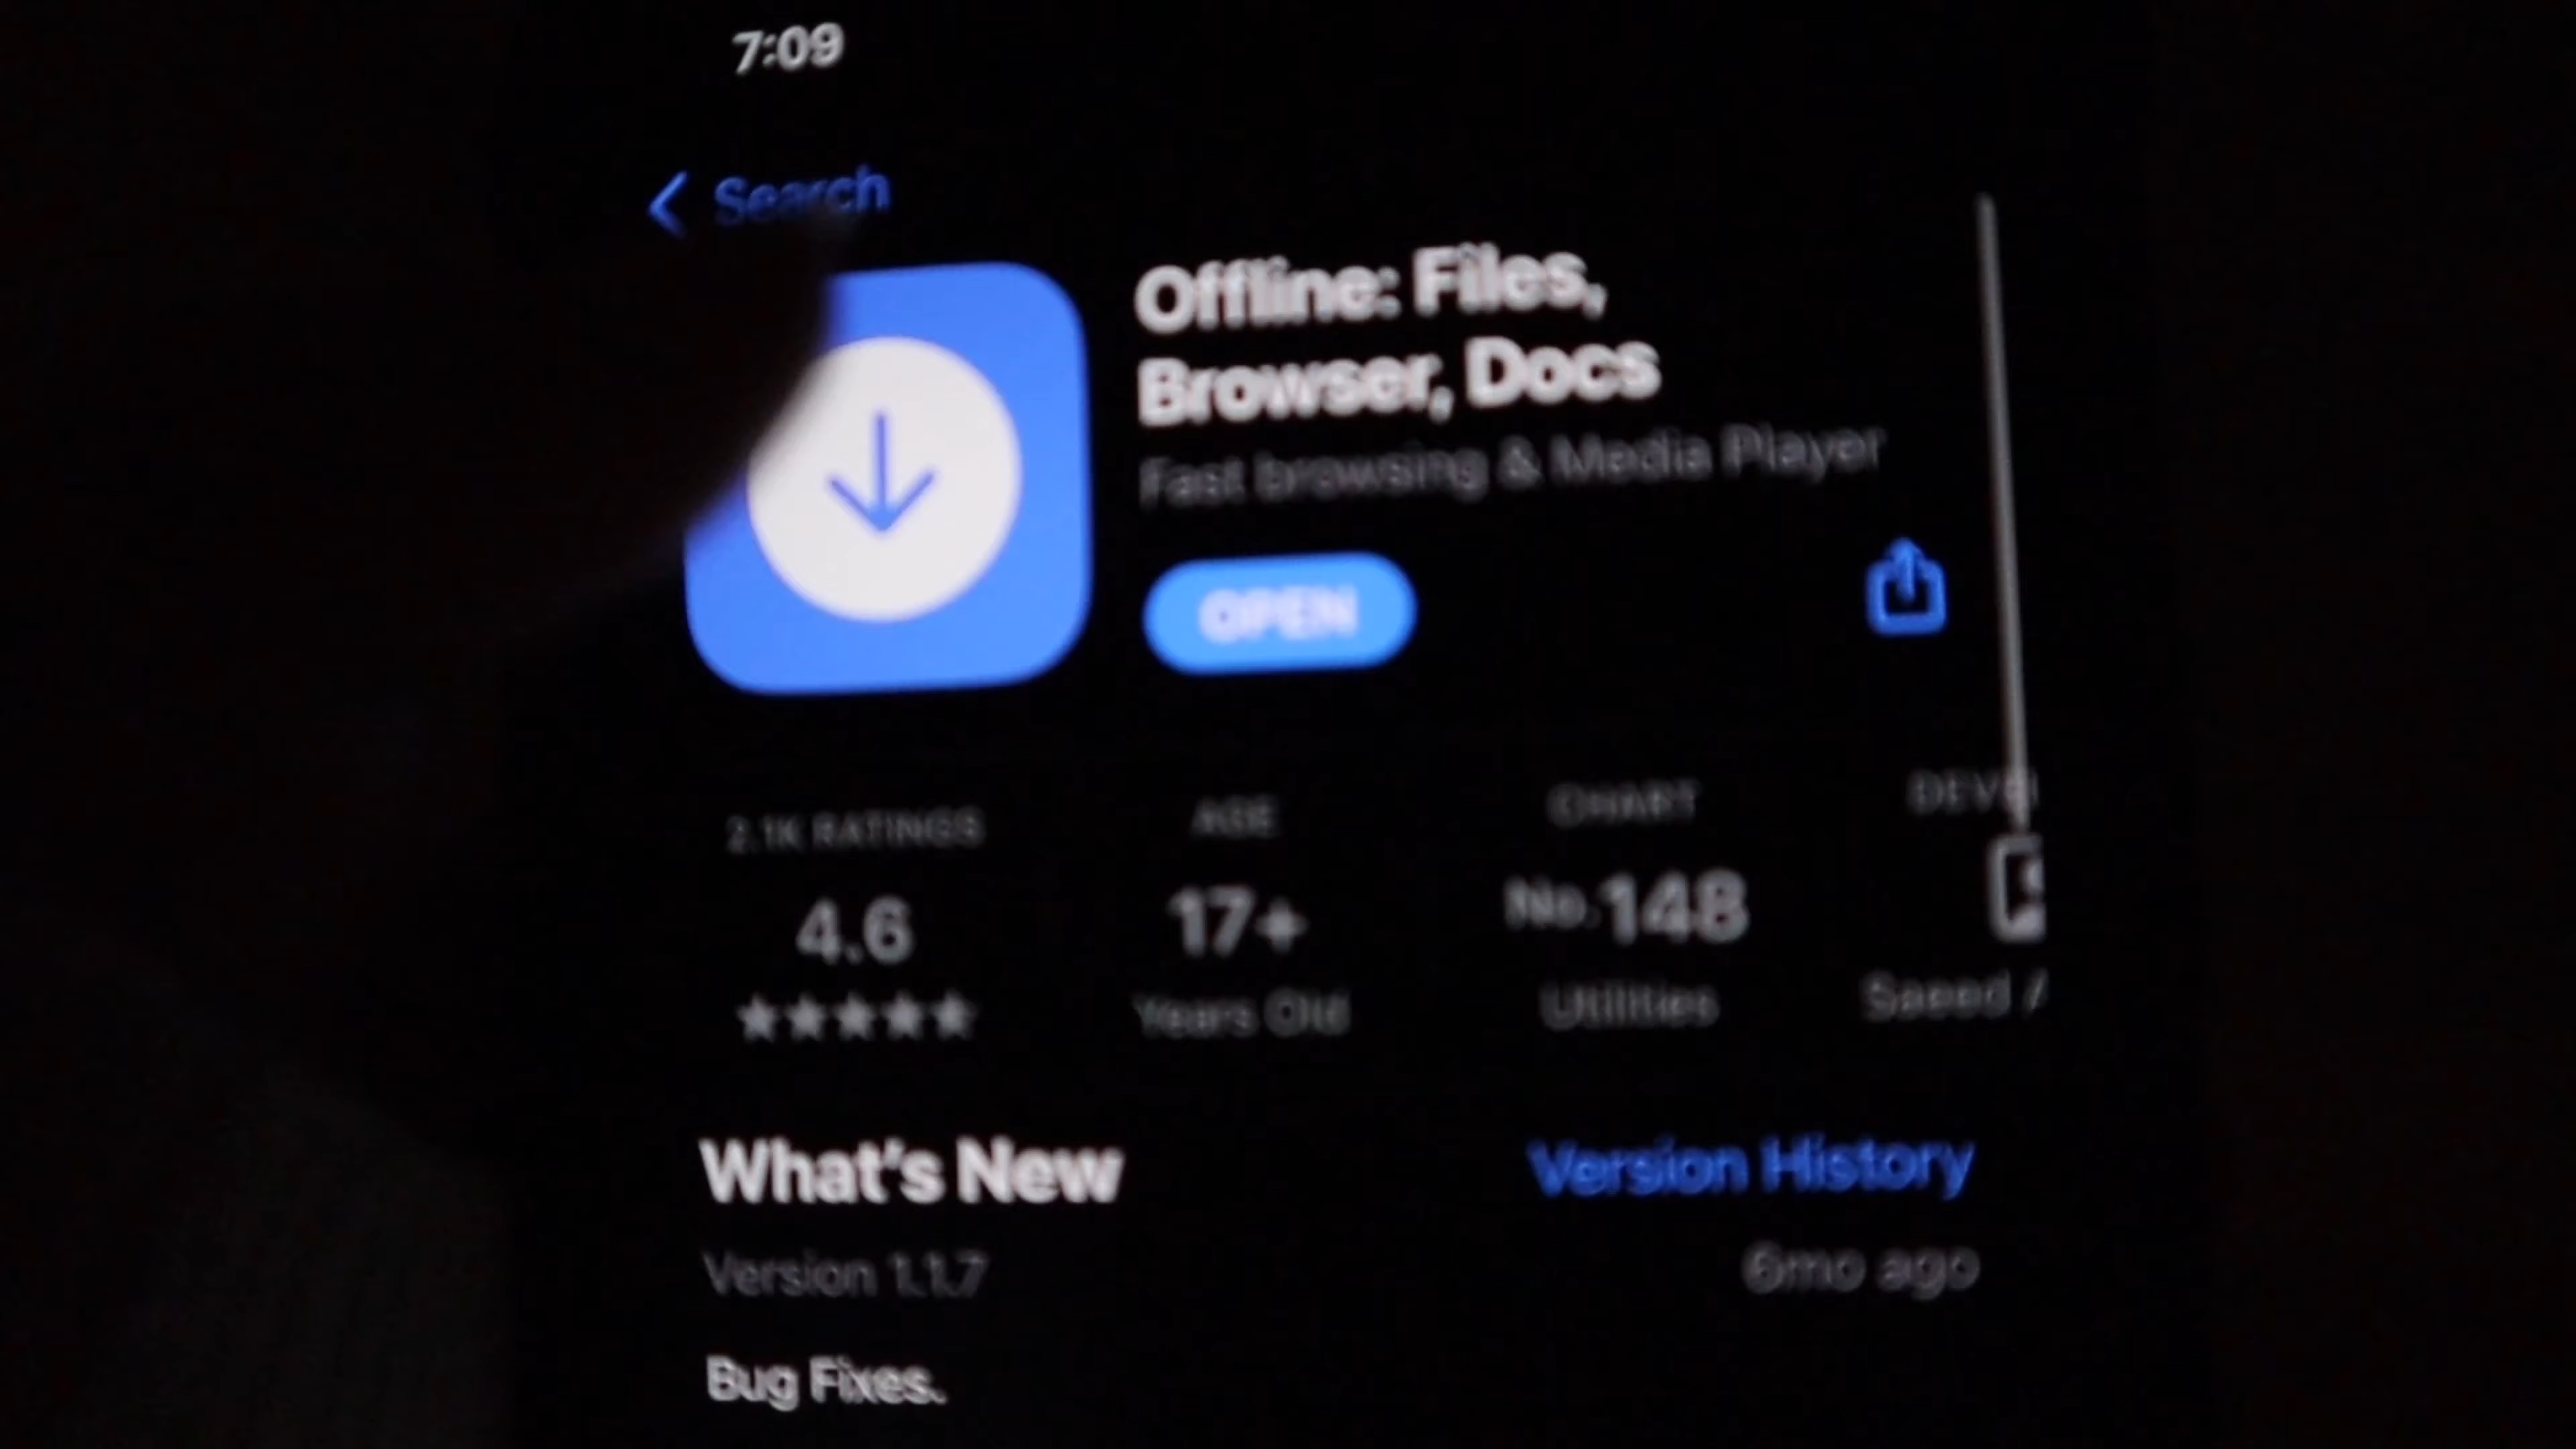 7:09
Search
Offline: Files,
Browser, Docs
Fast browsing & Media Player
OPEN
2.1K RATINGS
AGE
CHART
4.6
17+
No. 148
Years Old
Utilities
Saeed
What's New
Version History
Version 1.1.7
6mo ago
Bug Fixes.